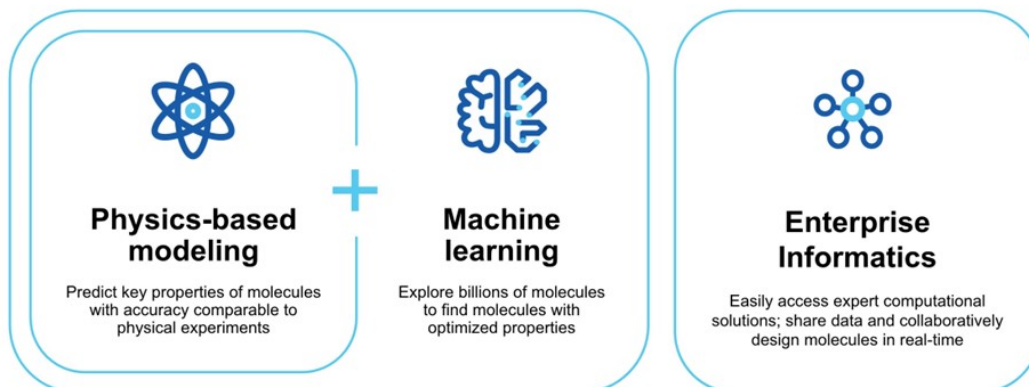 Physics-based
modeling
Predict key properties of molecules
with accuracy comparable to
physical experiments
+
Machine
learning
Explore billions of molecules
to find molecules with
optimized properties
Enterprise
Informatics
Easily access expert computational
solutions; share data and collaboratively
design molecules in real-time